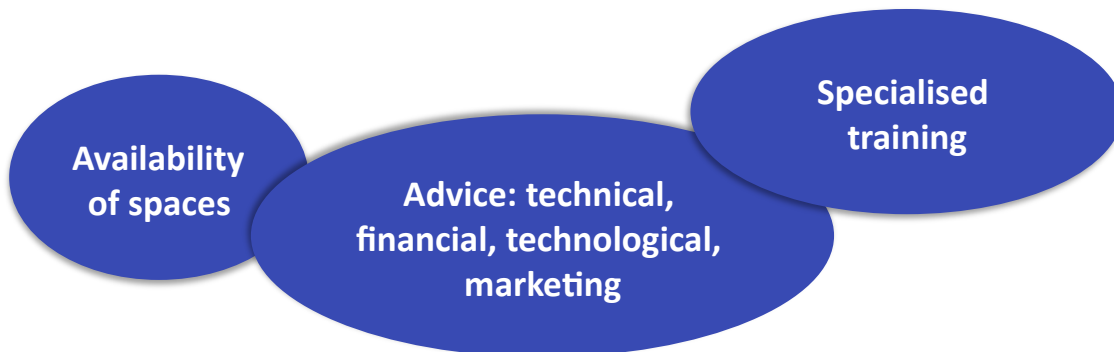 Availability
of spaces
Advice: technical,
financial, technological,
marketing
Specialised
training